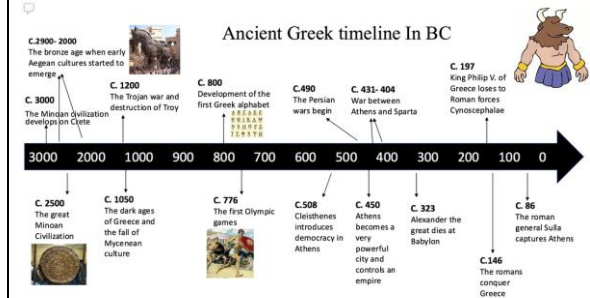 Ancient Greek timeline In BC
C.2900- 2000
The bronze age when early
Aegean cultures started to
emerge
C. 3000
The Minoan civilization
develops on Crete
C. 1200
The Trojan war and
destruction of Troy
C. 800
Development of the
first Greek alphabet
C.490
The Persian
wars begin
C. 431- 404
War between
Athens and Sparta
C. 197
King Philip V. of
Greece loses to
Roman forces
Cynoscephalae
3000 2000 1000 900 800 700 600 500 400 300 200 100 0
C. 2500
The great
Minoan
Civilization
C. 1050
The dark ages
of Greece and
the fall of
Mycenean
culture
C. 776
The first Olympic
games
C.508
Cleisthenes
introduces
democracy in
Athens
C. 450
Athens
becomes a
very
powerful
city and
controls an
empire
C. 323
Alexander the
great dies at
Babylon
C.146
The romans
conquer
Greece
C. 86
The roman
general Sulla
captures Athens